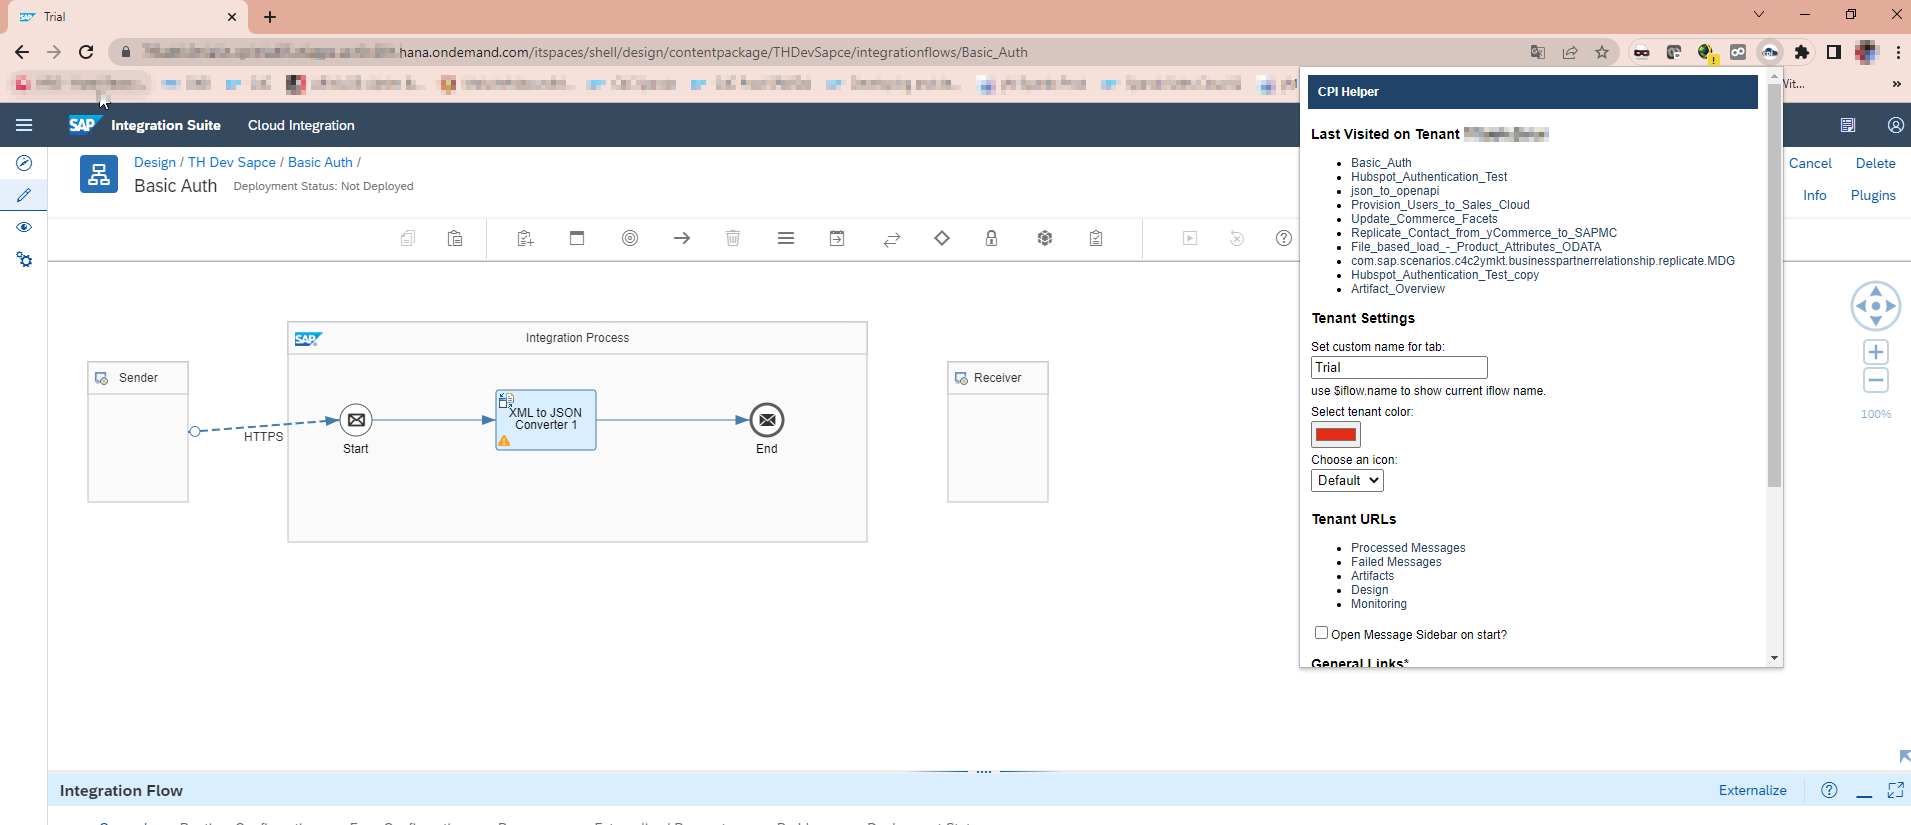 SAP Trial
hana.ondemand.com/itspaces/shell/design/contentpackage/THDevSapce/integrationflows/Basic_Auth
Wit...
SAP Integration Suite Cloud Integration
Design / TH Dev Sapce / Basic Auth /
Basic Auth Deployment Status: Not Deployed
Cancel Delete
Info Plugins
SAP Integration Process
Sender
HTTPS
Start
XML to JSON
Converter 1
End
Receiver
100%
CPI Helper
Last Visited on Tenant
Basic_Auth
Hubspot_Authentication_Test
json_to_openapi
Provision_Users_to_Sales_Cloud
Update_Commerce_Facets
Replicate_Contact_from_yCommerce_to_SAPMC
File_based_load_-_Product_Attributes_ODATA
com.sap.scenarios.c4c2ymkt.businesspartnerrelationship.replicate.MDG
Hubspot_Authentication_Test_copy
Artifact_Overview
Tenant Settings
Set custom name for tab:
Trial
use $iflow.name to show current iflow name.
Select tenant color:
Choose an icon:
Default
Tenant URLs
Processed Messages
Failed Messages
Artifacts
Design
Monitoring
Open Message Sidebar on start?
General Links*
Integration Flow
Externalize